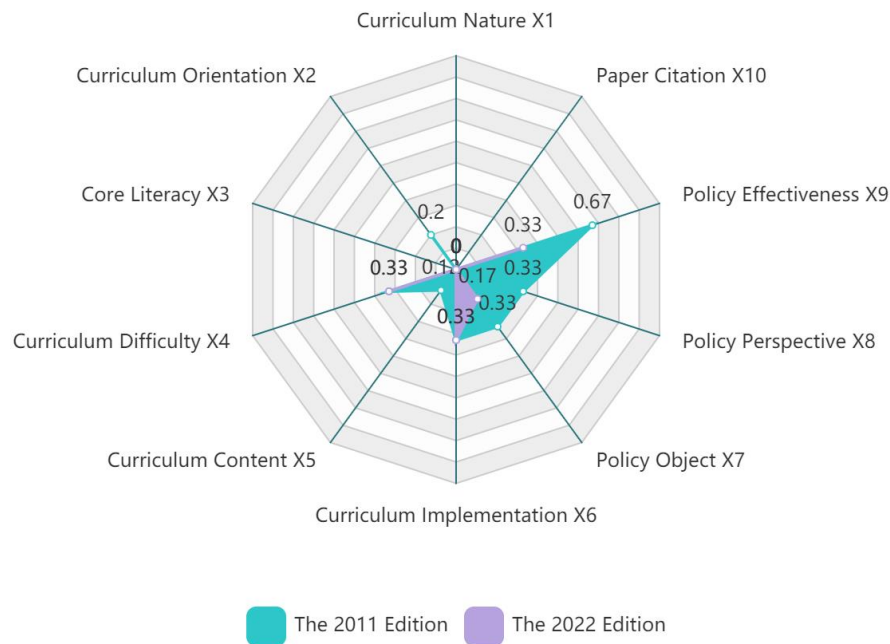 Curriculum Nature X1
Curriculum Orientation X2
Paper Citation X10
Core Literacy X3
Policy Effectiveness X9
0.67
0.2
0.33
0
0.33
0.33
0.17
0.33
0.33
Curriculum Difficulty X4
Policy Perspective X8
Curriculum Content X5
Policy Object X7
Curriculum Implementation X6
The 2011 Edition
The 2022 Edition